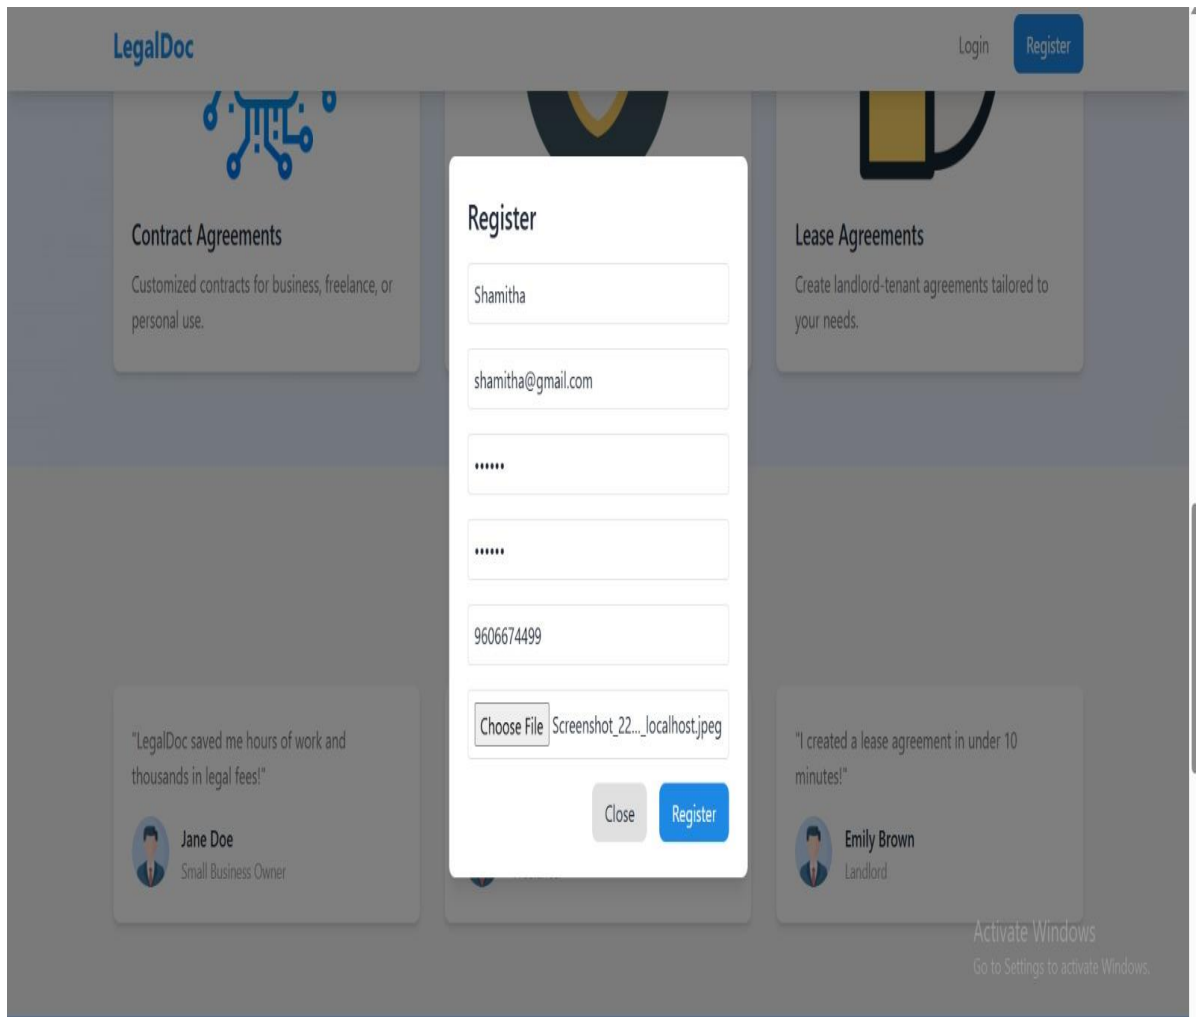 LegalDoc
Login
Register
Contract Agreements
Customized contracts for business, freelance, or
personal use.
Lease Agreements
Create landlord-tenant agreements tailored to
your needs.
Register
Shamitha
shamitha@gmail.com
••••••
••••••
9606674499
Choose File Screenshot_22..._localhost.jpeg
Close
Register
"LegalDoc saved me hours of work and
thousands in legal fees!"
Jane Doe
Small Business Owner
"I created a lease agreement in under 10
minutes!"
Emily Brown
Landlord
Activate Windows
Go to Settings to activate Windows.